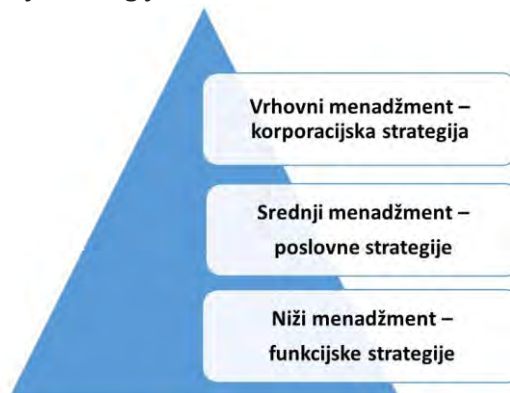 Vrhovni menadžment –
korporacijska strategija
Srednji menadžment –
poslovne strategije
Niži menadžment –
funkcijske strategije